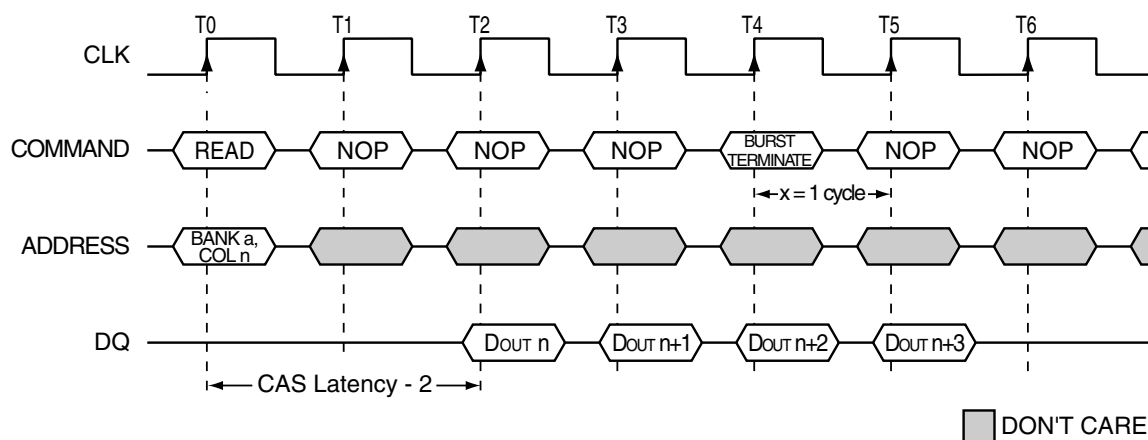 T0 T1 T2 T3 T4 T5 T6
CLK
COMMAND READ NOP NOP NOP BURST TERMINATE NOP NOP
x = 1 cycle
ADDRESS BANK a, COL n
DQ DOUT n DOUT n+1 DOUT n+2 DOUT n+3
CAS Latency - 2
DON'T CARE